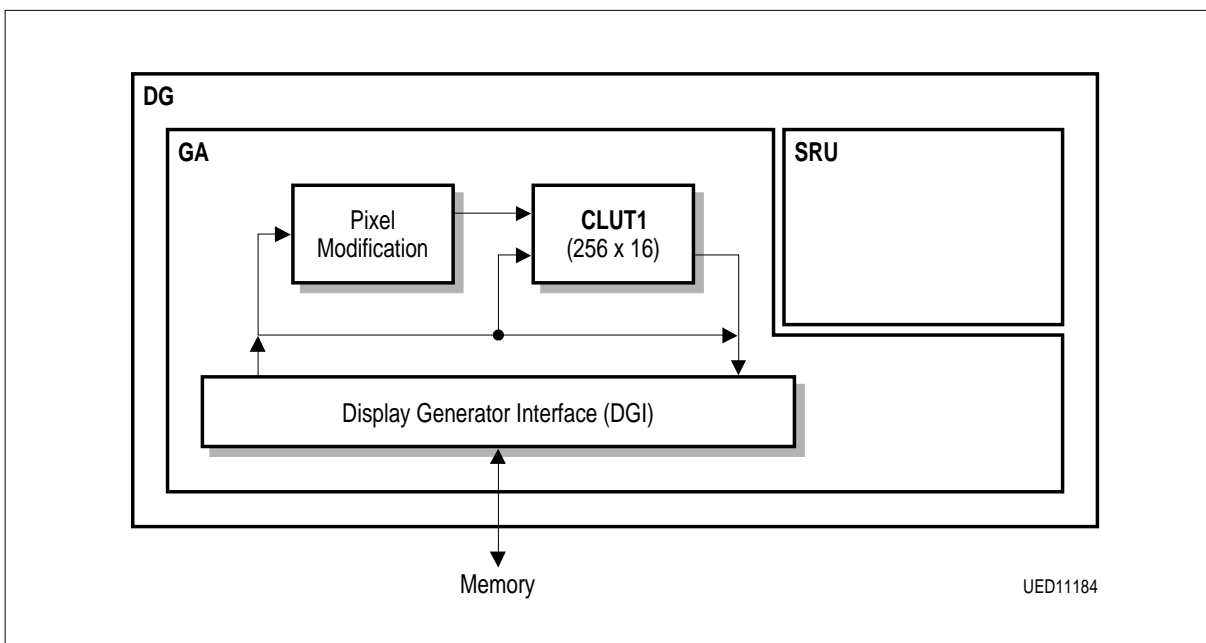 DG
GA
SRU
Pixel
Modification
CLUT1
(256 x 16)
Display Generator Interface (DGI)
Memory
UED11184